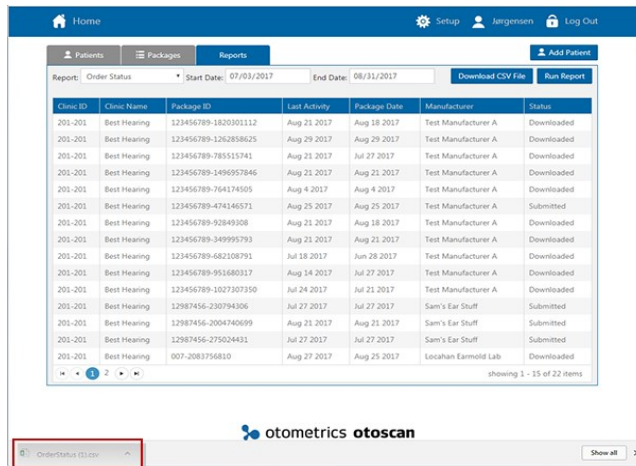 Home Setup Jørgensen Log Out
Patients Packages Reports Add Patient
Report: Order Status Start Date: 07/03/2017 End Date: 08/31/2017 Download CSV File Run Report
Clinic ID Clinic Name Package ID Last Activity Package Date Manufacturer Status
201-201 Best Hearing 123456789-1820301112 Aug 21 2017 Aug 18 2017 Test Manufacturer A Downloaded
201-201 Best Hearing 123456789-1262858625 Aug 29 2017 Aug 29 2017 Test Manufacturer A Downloaded
201-201 Best Hearing 123456789-785515741 Aug 21 2017 Jul 27 2017 Test Manufacturer A Downloaded
201-201 Best Hearing 123456789-1496957846 Aug 21 2017 Aug 21 2017 Test Manufacturer A Downloaded
201-201 Best Hearing 123456789-764174505 Aug 4 2017 Aug 4 2017 Test Manufacturer A Downloaded
201-201 Best Hearing 123456789-474146571 Aug 25 2017 Aug 25 2017 Test Manufacturer A Submitted
201-201 Best Hearing 123456789-92849308 Aug 21 2017 Aug 18 2017 Test Manufacturer A Downloaded
201-201 Best Hearing 123456789-349995793 Aug 21 2017 Aug 21 2017 Test Manufacturer A Downloaded
201-201 Best Hearing 123456789-682108791 Jul 18 2017 Jun 28 2017 Test Manufacturer A Downloaded
201-201 Best Hearing 123456789-951680317 Aug 14 2017 Jul 27 2017 Test Manufacturer A Downloaded
201-201 Best Hearing 123456789-1027307350 Jul 24 2017 Jul 21 2017 Test Manufacturer A Downloaded
201-201 Best Hearing 12987456-230794306 Jul 27 2017 Jul 27 2017 Sam's Ear Stuff Submitted
201-201 Best Hearing 12987456-2004740699 Aug 21 2017 Aug 21 2017 Sam's Ear Stuff Submitted
201-201 Best Hearing 12987456-275024431 Jul 27 2017 Jul 27 2017 Sam's Ear Stuff Submitted
201-201 Best Hearing 007-2083756810 Aug 27 2017 Aug 25 2017 Locahan Earmold Lab Downloaded
1 2 showing 1 - 15 of 22 items
otometrics otoscan
OrderStatus (1).csv Show all